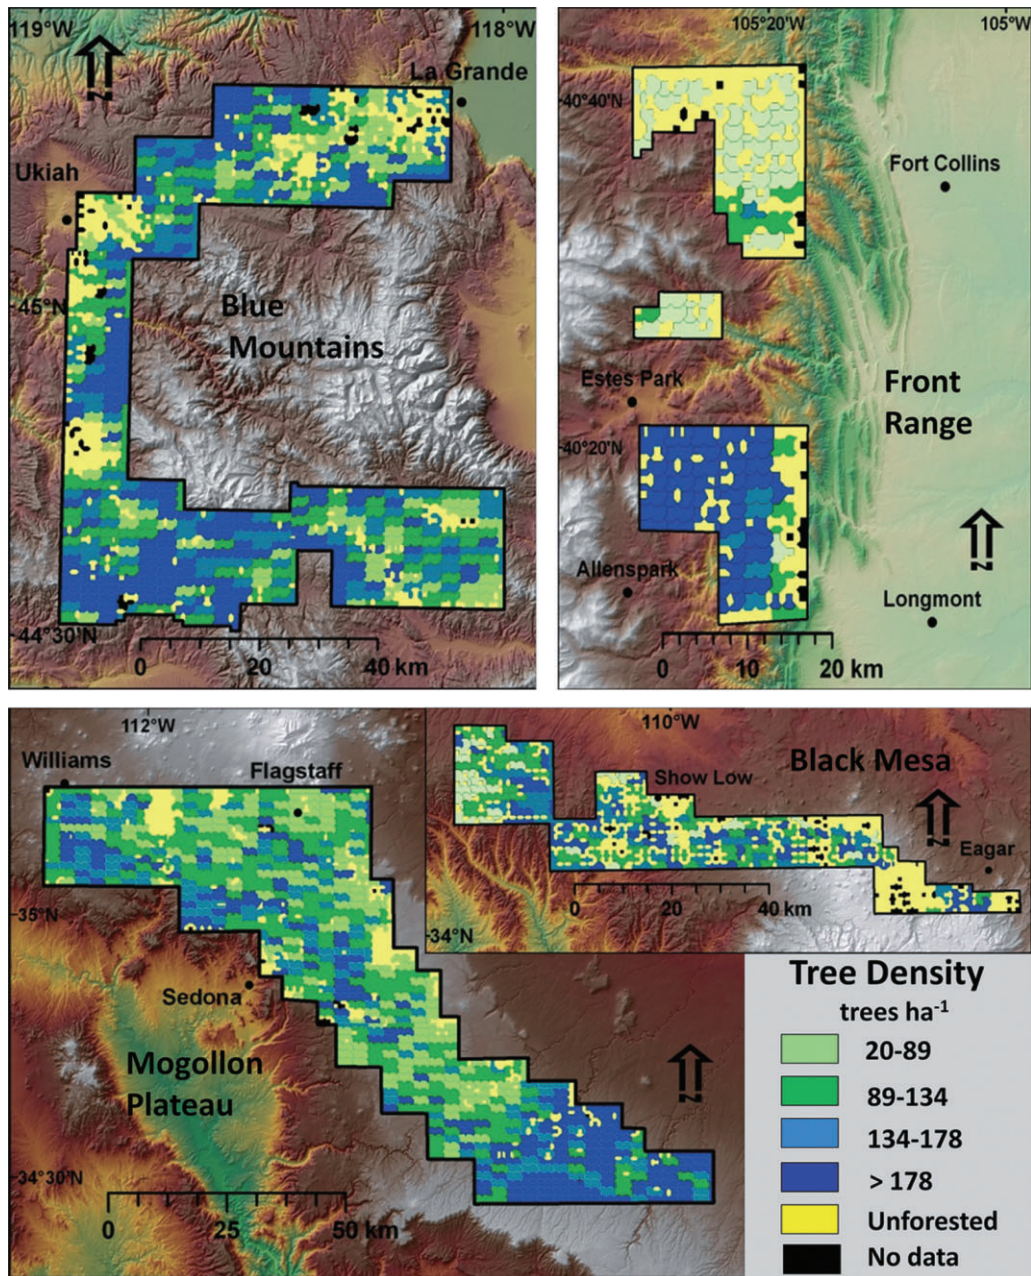 119°W
118°W
N
La Grande
Ukiah
45°N
Blue
Mountains
44°30'N
0 20 40 km
105°20'W
105°W
40°40'N
Fort Collins
Estes Park
Front
Range
40°20'N
N
Allenspark
Longmont
0 10 20 km
112°W
Williams
Flagstaff
35°N
Sedona
Mogollon
Plateau
N
34°30'N
0 25 50 km
110°W
Show Low
Black Mesa
N
Eagar
0 20 40 km
34°N
Tree Density
trees ha⁻¹
20-89
89-134
134-178
> 178
Unforested
No data